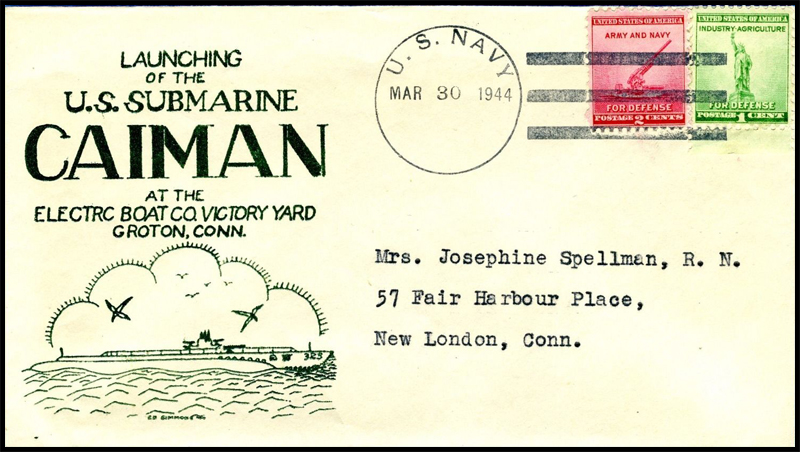 LAUNCHING
OF THE
U.S. SUBMARINE
CAIMAN
AT THE
ELECTRC BOAT CO. VICTORY YARD
GROTON, CONN.
323
U. S. NAVY
MAR 30 1944
UNITED STATES OF AMERICA
ARMY AND NAVY
FOR DEFENSE
POSTAGE 2 CENTS
UNITED STATES OF AMERICA
INDUSTRY-AGRICULTURE
FOR DEFENSE
POSTAGE 1 CENT
Mrs. Josephine Spellman, R. N.
57 Fair Harbour Place,
New London, Conn.